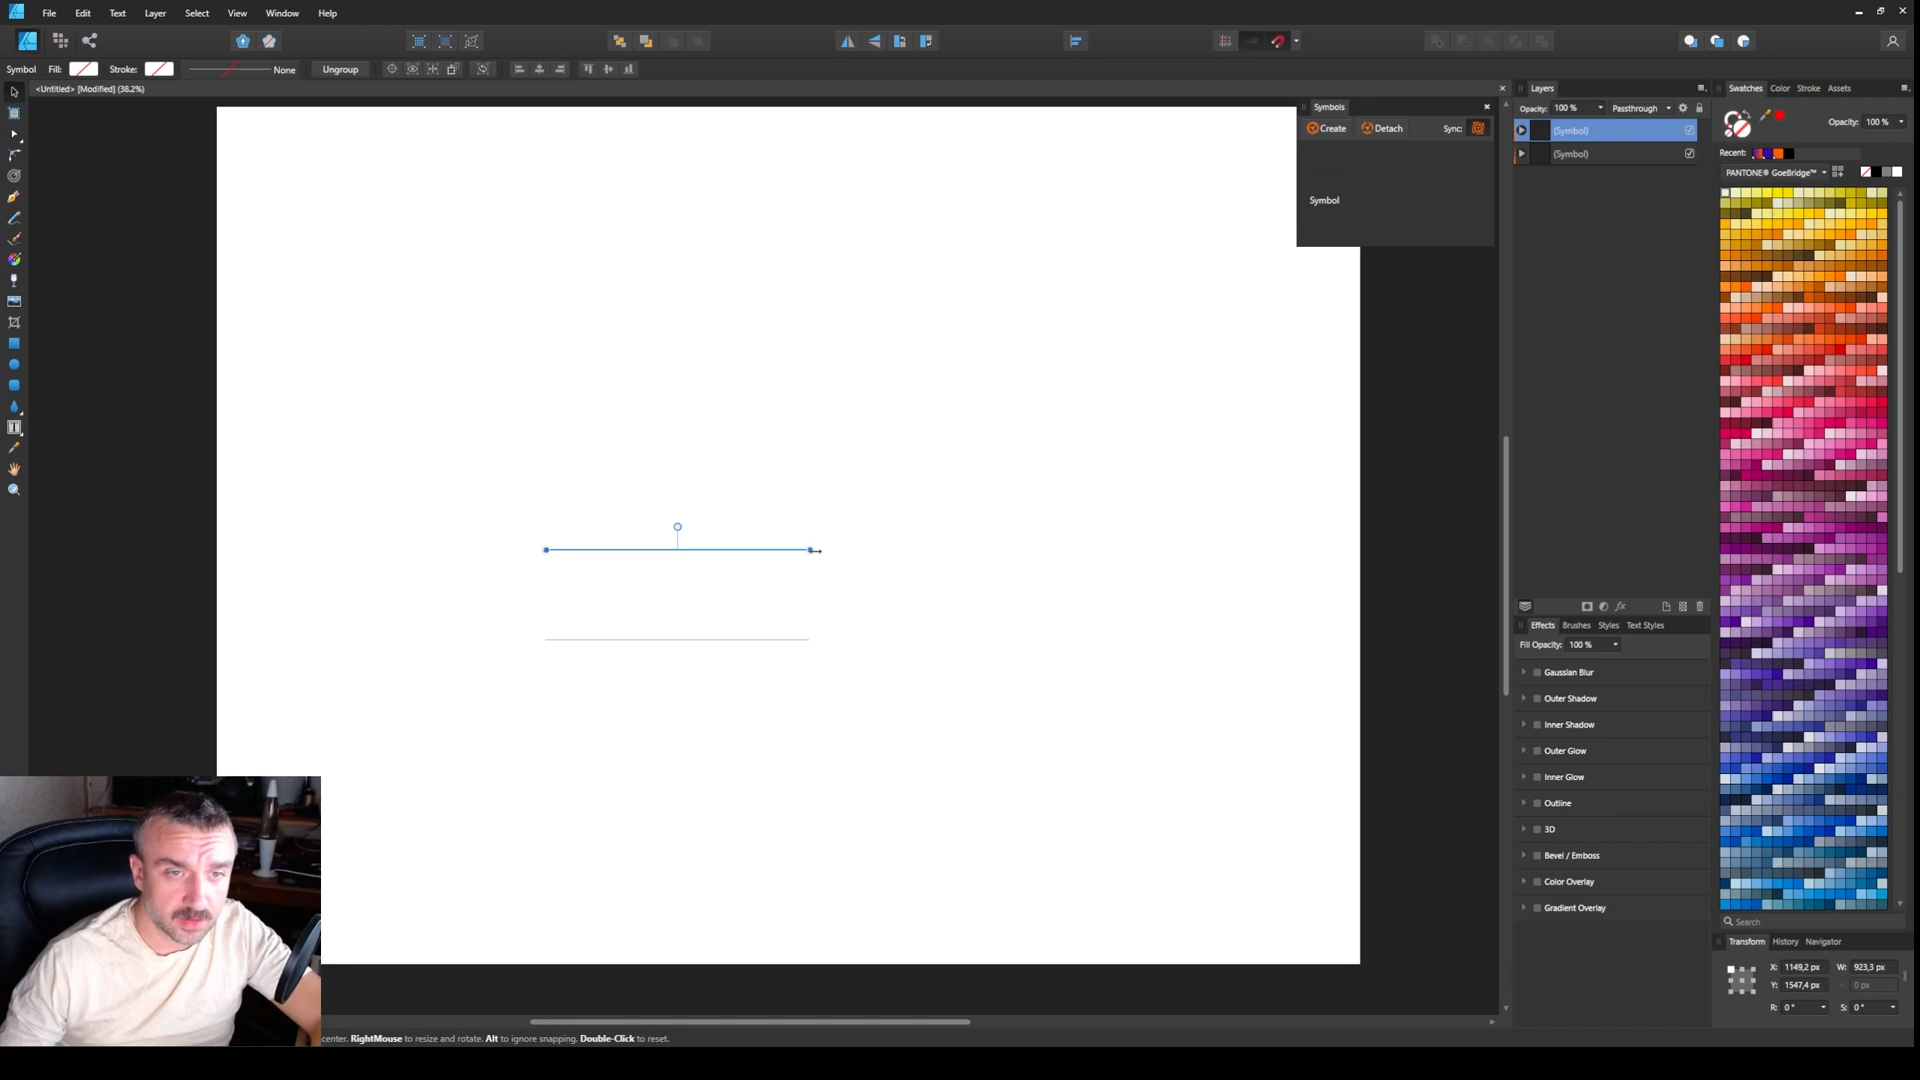 File Edit Text Layer Select View Window Help
Symbol Fill: Stroke: None Ungroup
<Untitled> [Modified] (38.2%)
Symbols
Create Detach Sync:
Symbol
Layers
Opacity: 100 % Passthrough
(Symbol)
(Symbol)
Effects Brushes Styles Text Styles
Fill Opacity: 100 %
Gaussian Blur
Outer Shadow
Inner Shadow
Outer Glow
Inner Glow
Outline
3D
Bevel / Emboss
Color Overlay
Gradient Overlay
Swatches Color Stroke Assets
Opacity: 100 %
Recent:
PANTONE® GoeBridge™
Search
Transform History Navigator
X: 1149,2 px W: 923,3 px
Y: 1547,4 px 0 px
R: 0 ° S: 0 °
center. RightMouse to resize and rotate. Alt to ignore snapping. Double-Click to reset.